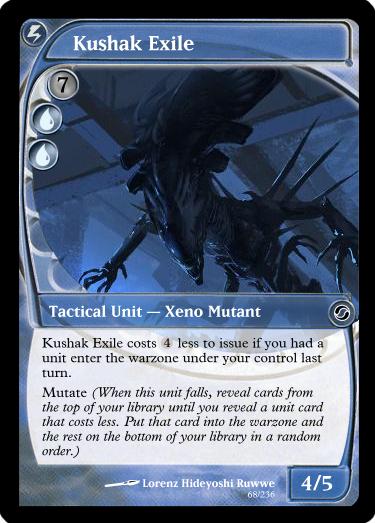 Kushak Exile
7
Tactical Unit — Xeno Mutant
Kushak Exile costs 4 less to issue if you had a
unit enter the warzone under your control last
turn.
Mutate (When this unit falls, reveal cards from
the top of your library until you reveal a unit card
that costs less. Put that card into the warzone and
the rest on the bottom of your library in a random
order.)
Lorenz Hideyoshi Ruwwe
68/236
4/5